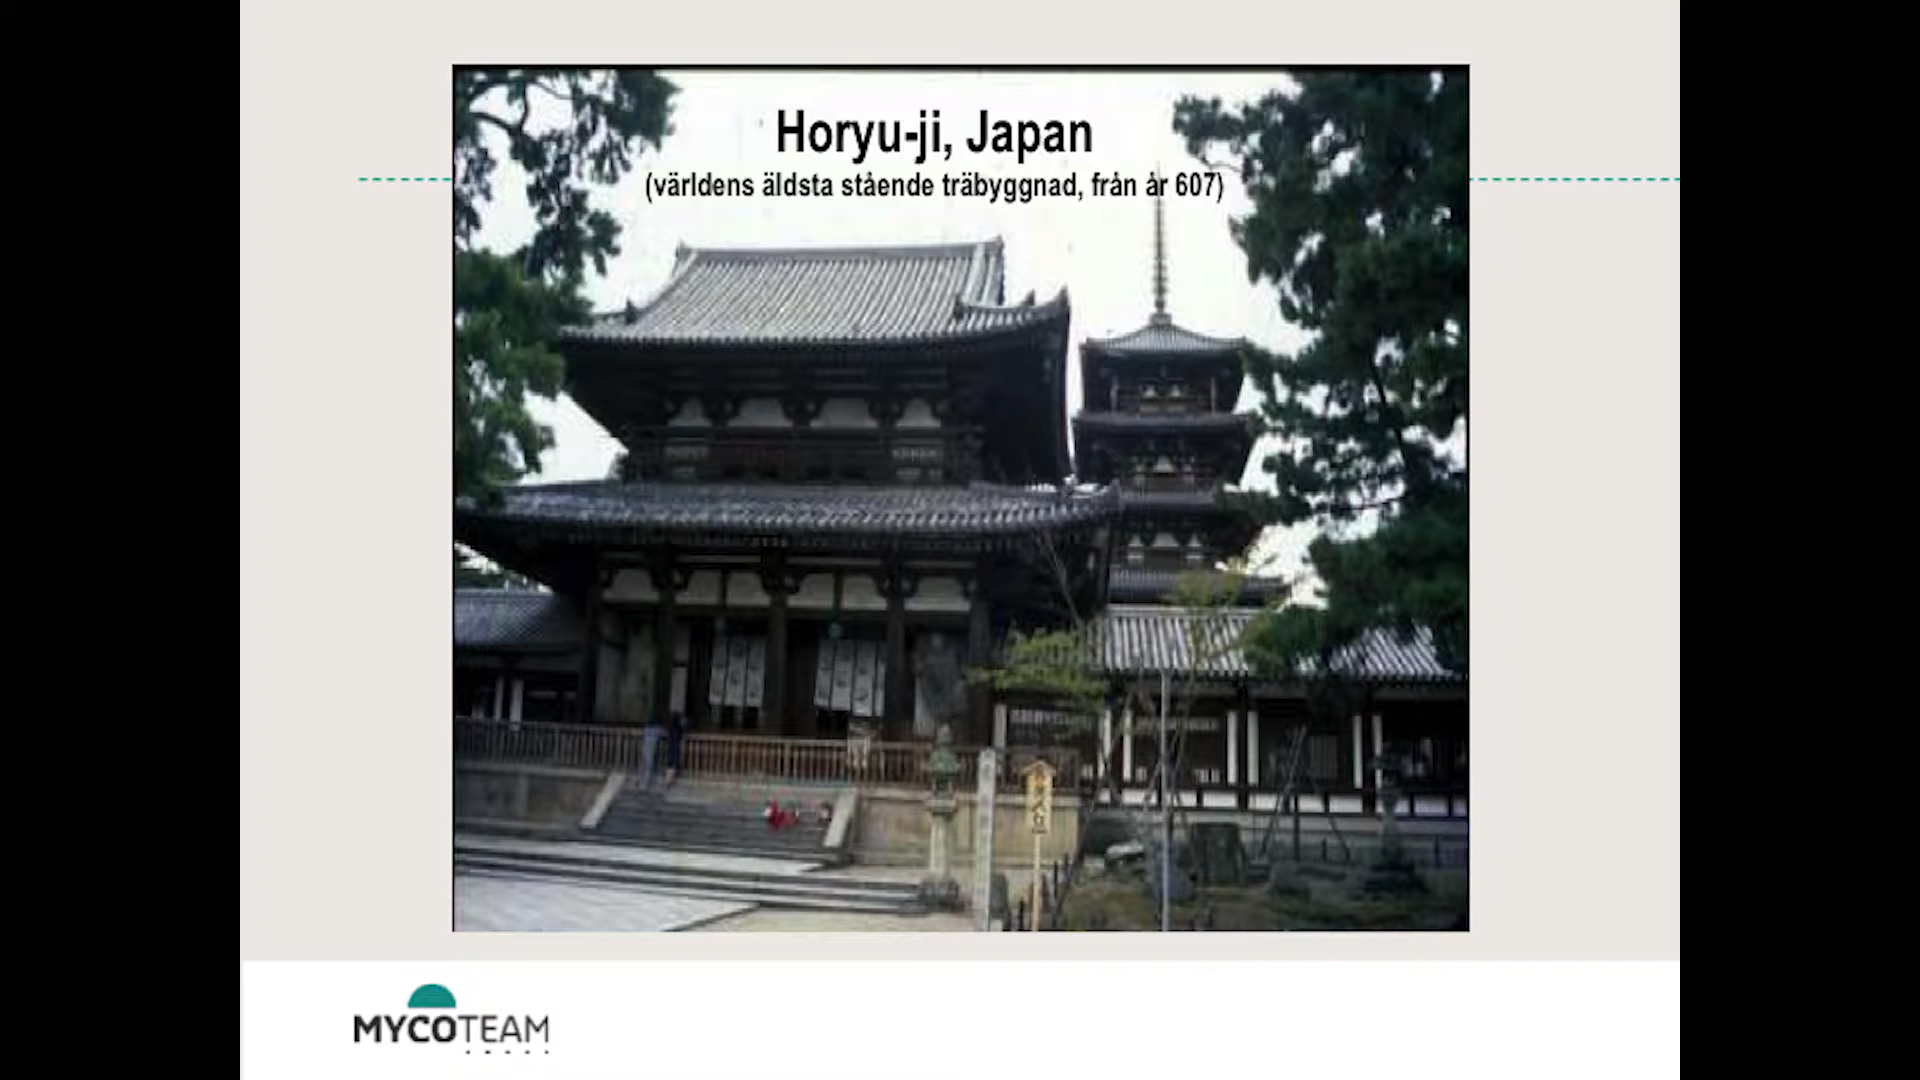 Horyu-ji, Japan
(världens äldsta stående träbyggnad, från år 607)
MYCOTEAM